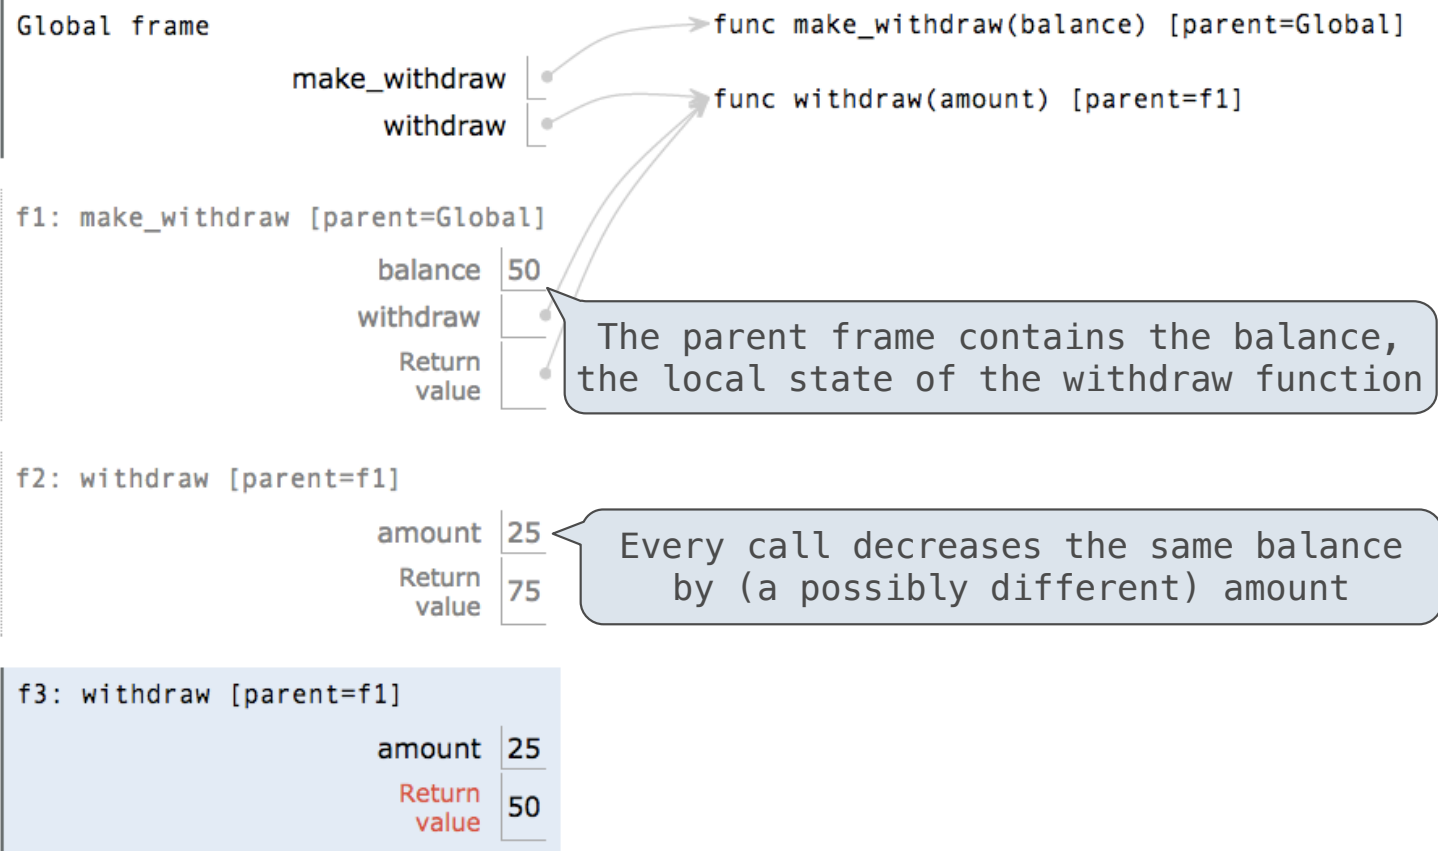 Global frame
func make_withdraw(balance) [parent=Global]
make_withdraw
func withdraw(amount) [parent=f1]
withdraw
f1: make_withdraw [parent=Global]
balance 50
withdraw
Return
value
The parent frame contains the balance,
the local state of the withdraw function
f2: withdraw [parent=f1]
amount 25
Return
value 75
Every call decreases the same balance
by (a possibly different) amount
f3: withdraw [parent=f1]
amount 25
Return
value 50